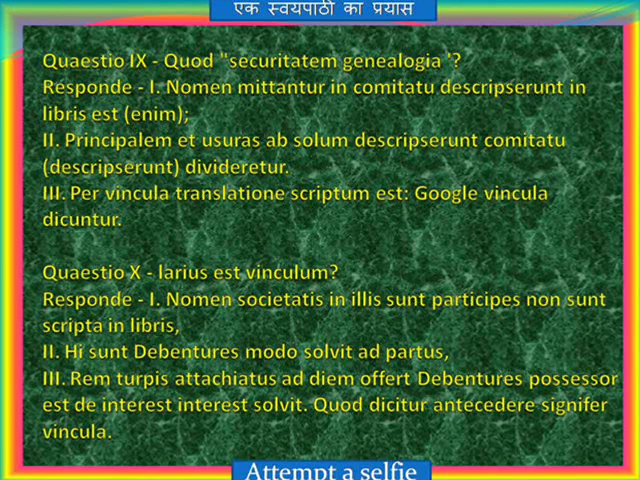 एक स्वयपाठी का प्रयास
Quaestio IX - Quod "securitatem genealogia '?
Responde - I. Nomen mittantur in comitatu descripserunt in
libris est (enim);
II. Principalem et usuras ab solum descripserunt comitatu
(descripserunt) divideretur.
III. Per vincula translatione scriptum est: Google vincula
dicuntur.
Quaestio X - larius est vinculum?
Responde - I. Nomen societatis in illis sunt participes non sunt
scripta in libris,
II. Hi sunt Debentures modo solvit ad partus,
III. Rem turpis attachiatus ad diem offert Debentures possessor
est de interest interest solvit. Quod dicitur antecedere signifer
vincula.
Attempt a selfie